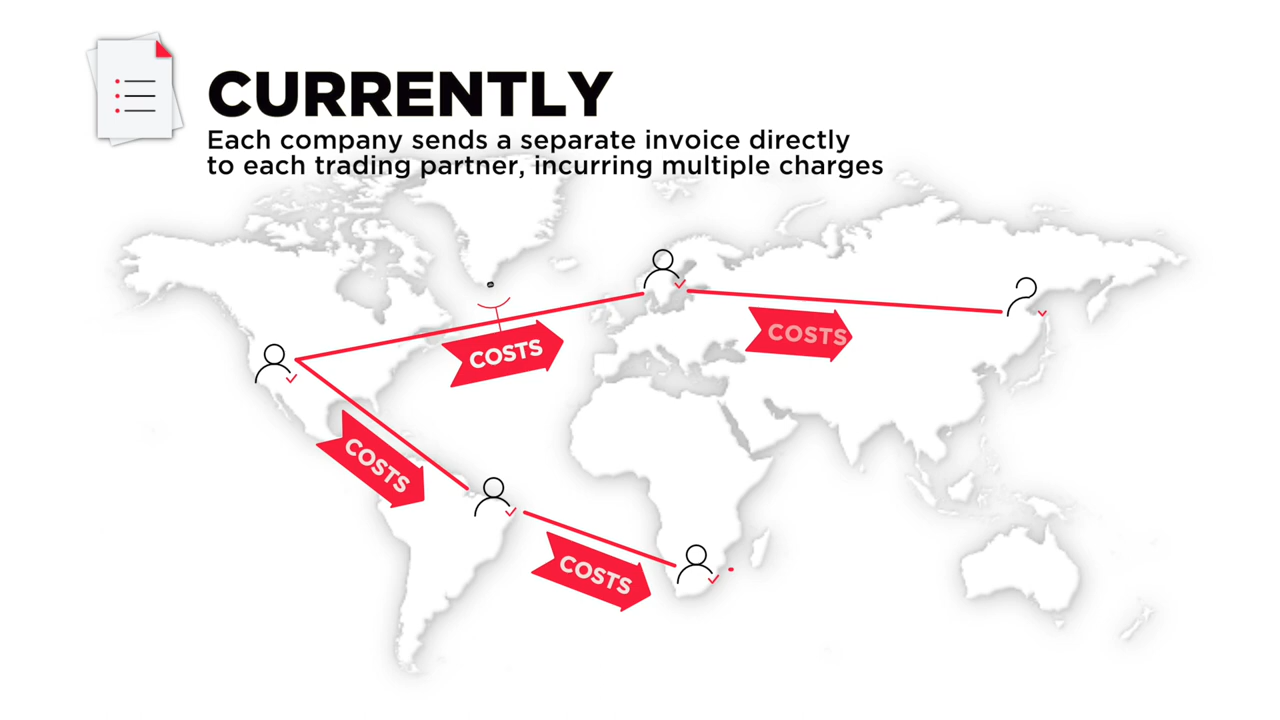 CURRENTLY
Each company sends a separate invoice directly
to each trading partner, incurring multiple charges
COSTS
COSTS
COSTS
COSTS